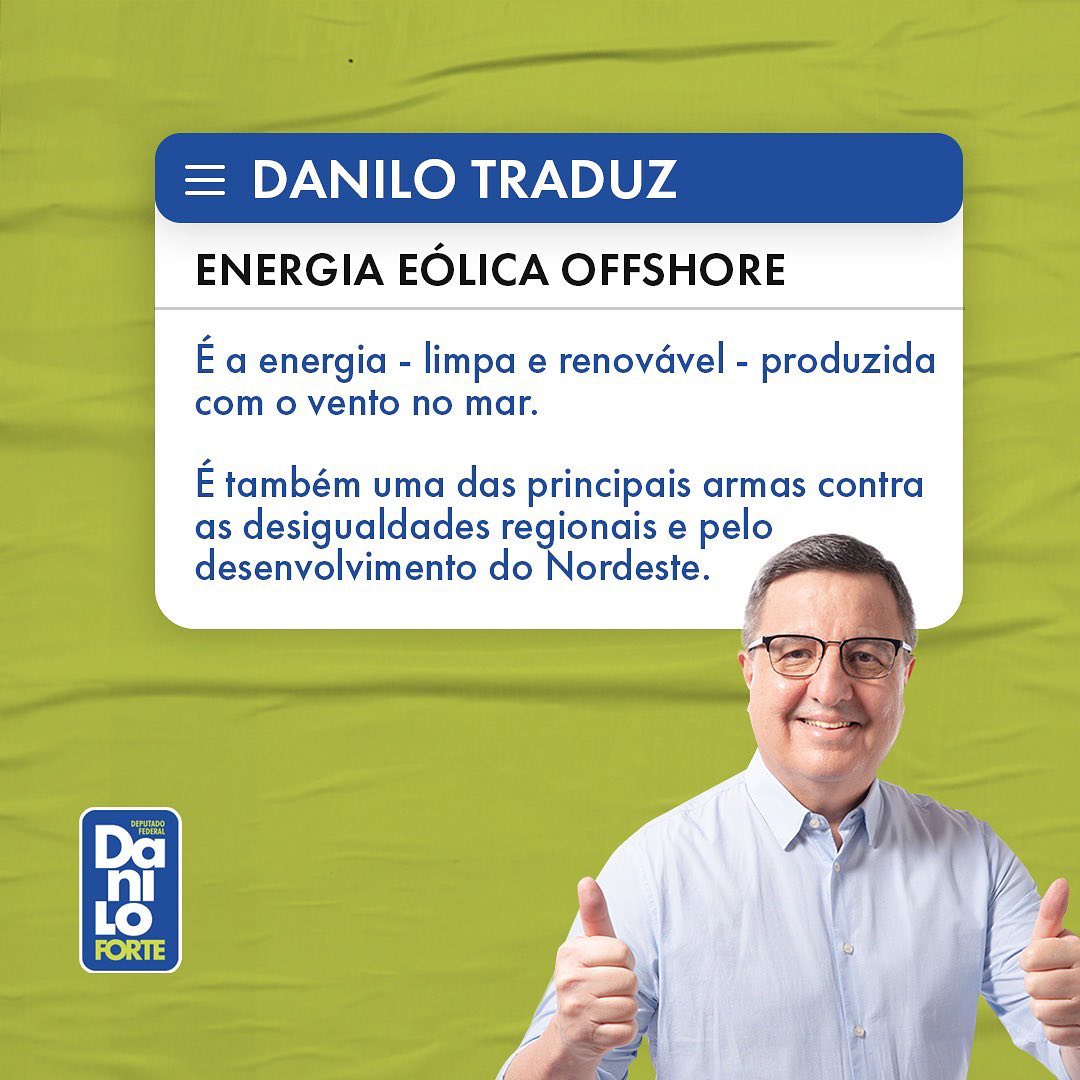 DANILO TRADUZ
ENERGIA EÓLICA OFFSHORE
É a energia - limpa e renovável - produzida
com o vento no mar.
É também uma das principais armas contra
as desigualdades regionais e pelo
desenvolvimento do Nordeste.
DEPUTADO
FEDERAL
Da
ni
Lo
FORTE